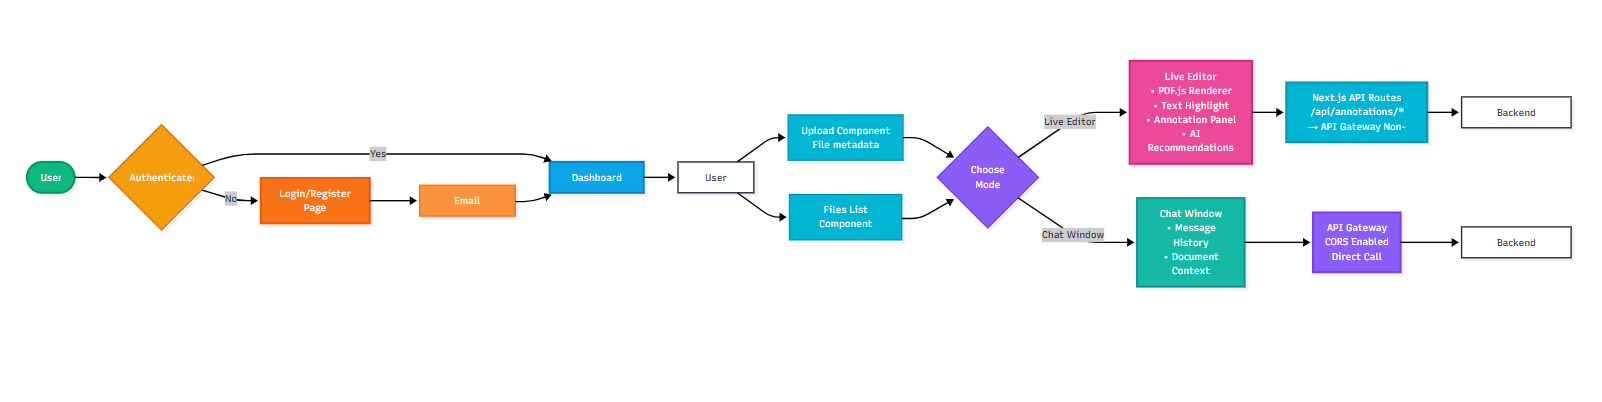 User
Authenticated
Yes
No
Login/Register
Page
Email
Dashboard
User
Upload Component
File metadata
Files List
Component
Choose
Mode
Live Editor
Chat Window
Live Editor
• PDF.js Renderer
• Text Highlight
• Annotation Panel
• AI
Recommendations
Next.js API Routes
/api/annotations/*
→ API Gateway Non-
Backend
Chat Window
• Message
History
• Document
Context
API Gateway
CORS Enabled
Direct Call
Backend